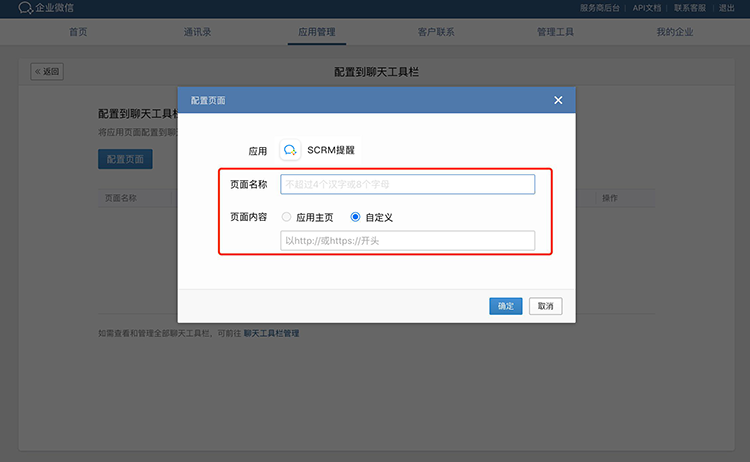 企业微信
服务商后台 | API文档 | 联系客服 | 退出
首页 通讯录 应用管理 客户联系 管理工具 我的企业
« 返回 配置到聊天工具栏
配置到聊天工具栏
将应用页面配置到聊
配置页面
页面名称 操作
配置页面
应用 SCRM提醒
页面名称 不超过4个汉字或8个字母
页面内容 应用主页 自定义
以http://或https://开头
确定 取消
如需查看和管理全部聊天工具栏，可前往 聊天工具栏管理